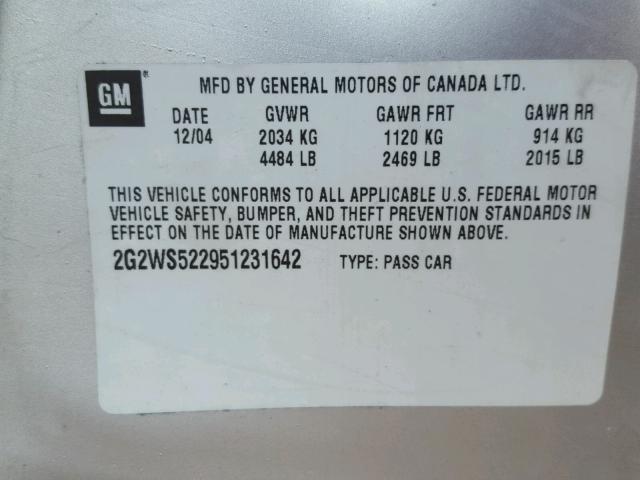 GM
MFD BY GENERAL MOTORS OF CANADA LTD.
DATE GVWR GAWR FRT GAWR RR
12/04 2034 KG 1120 KG 914 KG
4484 LB 2469 LB 2015 LB
THIS VEHICLE CONFORMS TO ALL APPLICABLE U.S. FEDERAL MOTOR
VEHICLE SAFETY, BUMPER, AND THEFT PREVENTION STANDARDS IN
EFFECT ON THE DATE OF MANUFACTURE SHOWN ABOVE.
2G2WS522951231642 TYPE: PASS CAR